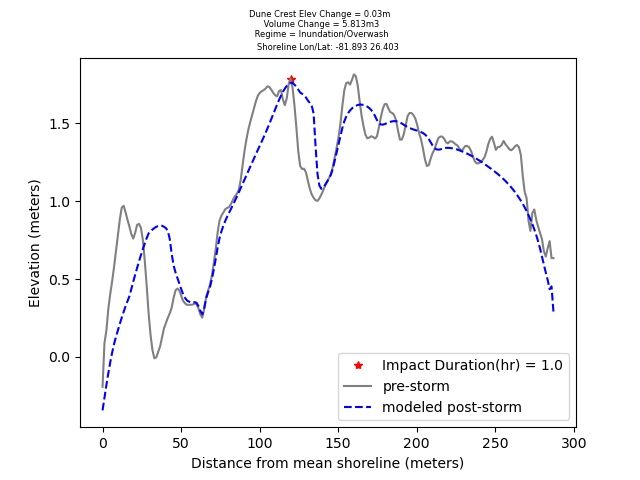 Dune Crest Elev Change = 0.03m
Volume Change = 5.813m3
Regime = Inundation/Overwash
Shoreline Lon/Lat: -81.893 26.403
Elevation (meters)
1.5
1.0
0.5
0.0
Impact Duration(hr) = 1.0
pre-storm
modeled post-storm
0 50 100 150 200 250 300
Distance from mean shoreline (meters)